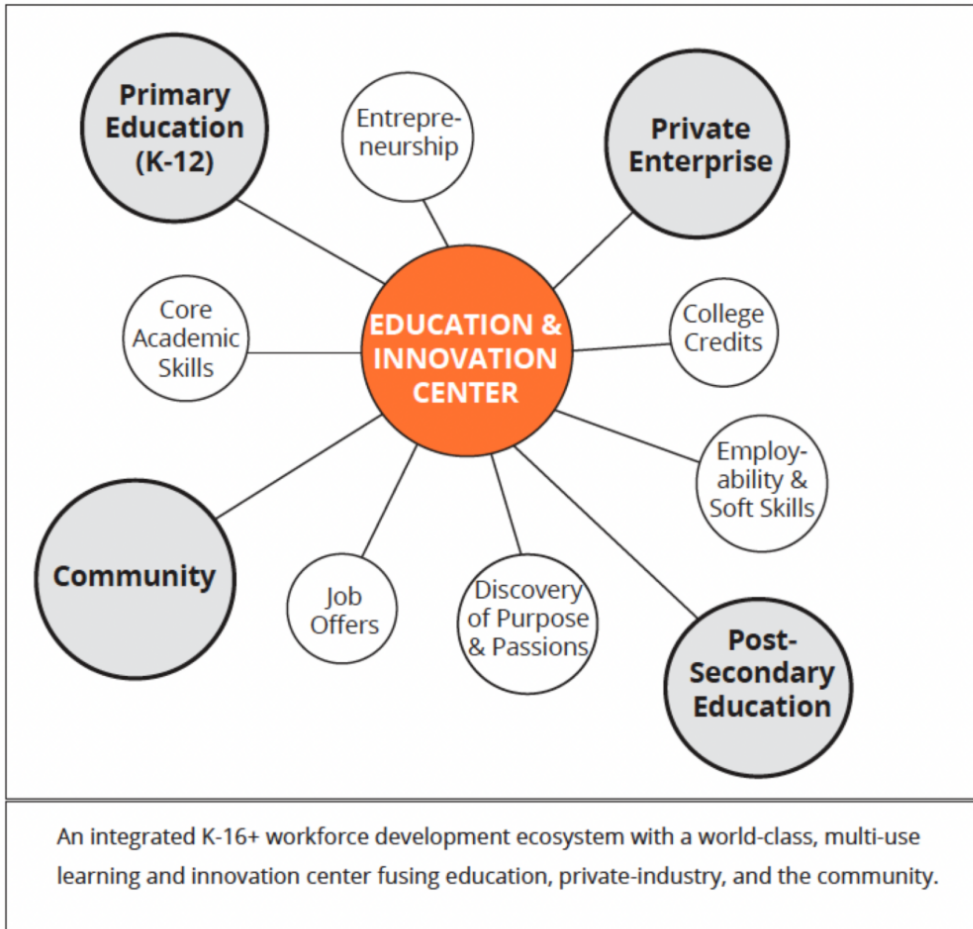 Primary
Education
(K-12)
Entrepre-
neurship
Private
Enterprise
Core
Academic
Skills
EDUCATION &
INNOVATION
CENTER
College
Credits
Employ-
ability &
Soft Skills
Community
Job
Offers
Discovery
of Purpose
& Passions
Post-
Secondary
Education
An integrated K-16+ workforce development ecosystem with a world-class, multi-use
learning and innovation center fusing education, private-industry, and the community.